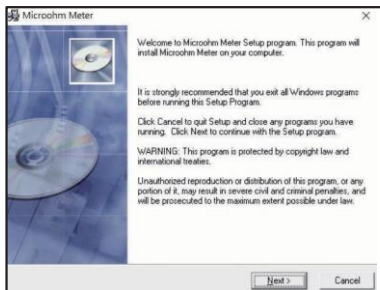 Microohm Meter
Welcome to Microohm Meter Setup program. This program will
install Microohm Meter on your computer.
It is strongly recommended that you exit all Windows programs
before running this Setup Program.
Click Cancel to quit Setup and close any programs you have
running. Click Next to continue with the Setup program.
WARNING: This program is protected by copyright law and
international treaties.
Unauthorized reproduction or distribution of this program, or any
portion of it, may result in severe civil and criminal penalties, and
will be prosecuted to the maximum extent possible under law.
Next >
Cancel